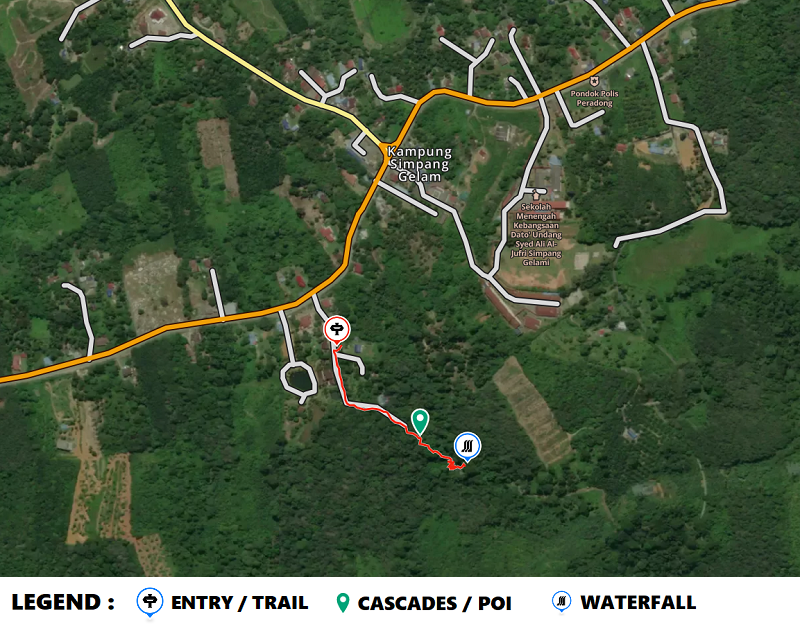 Pondok Polis
Peradong
Kampung
Simpang
Gelam
Sekolah
Menengah
Kebangsaan
Dato' Undang
Syed Ali Al-
Jufri Simpang
Gelami
LEGEND : ENTRY / TRAIL CASCADES / POI WATERFALL